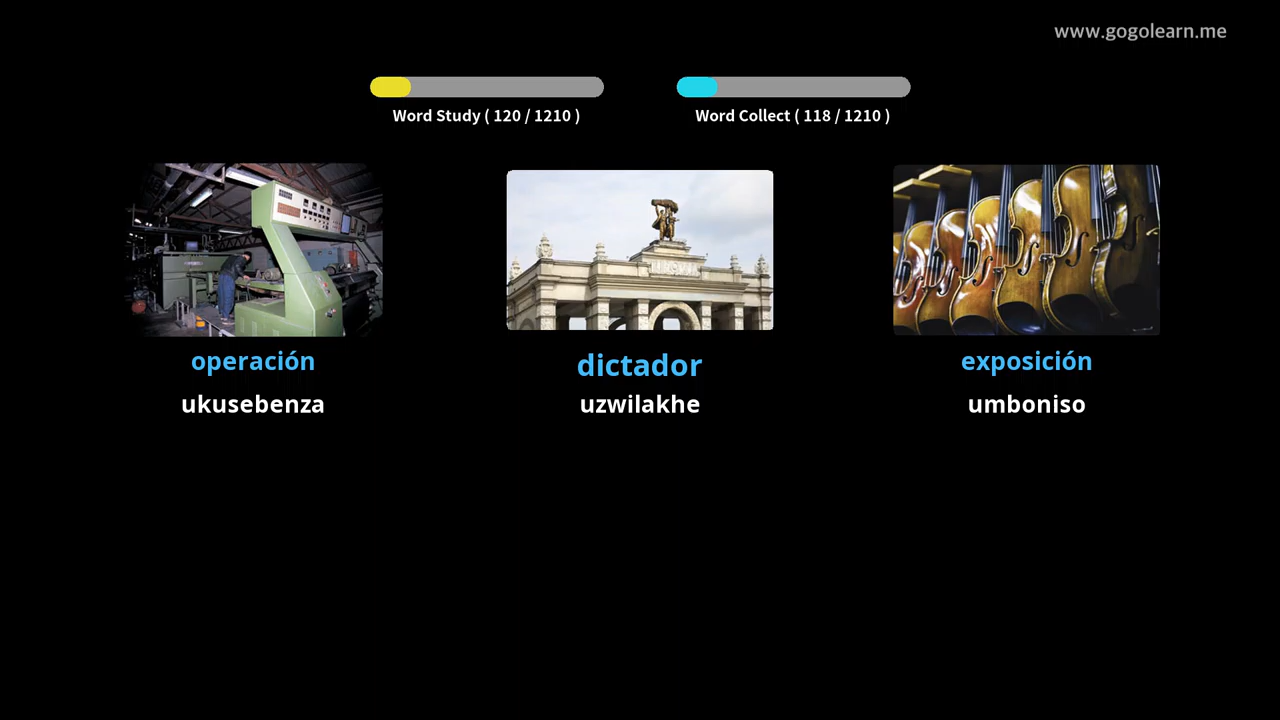 www.gogolearn.me
Word Study ( 120 / 1210 )
Word Collect ( 118 / 1210 )
operación
dictador
exposición
ukusebenza
uzwilakhe
umboniso